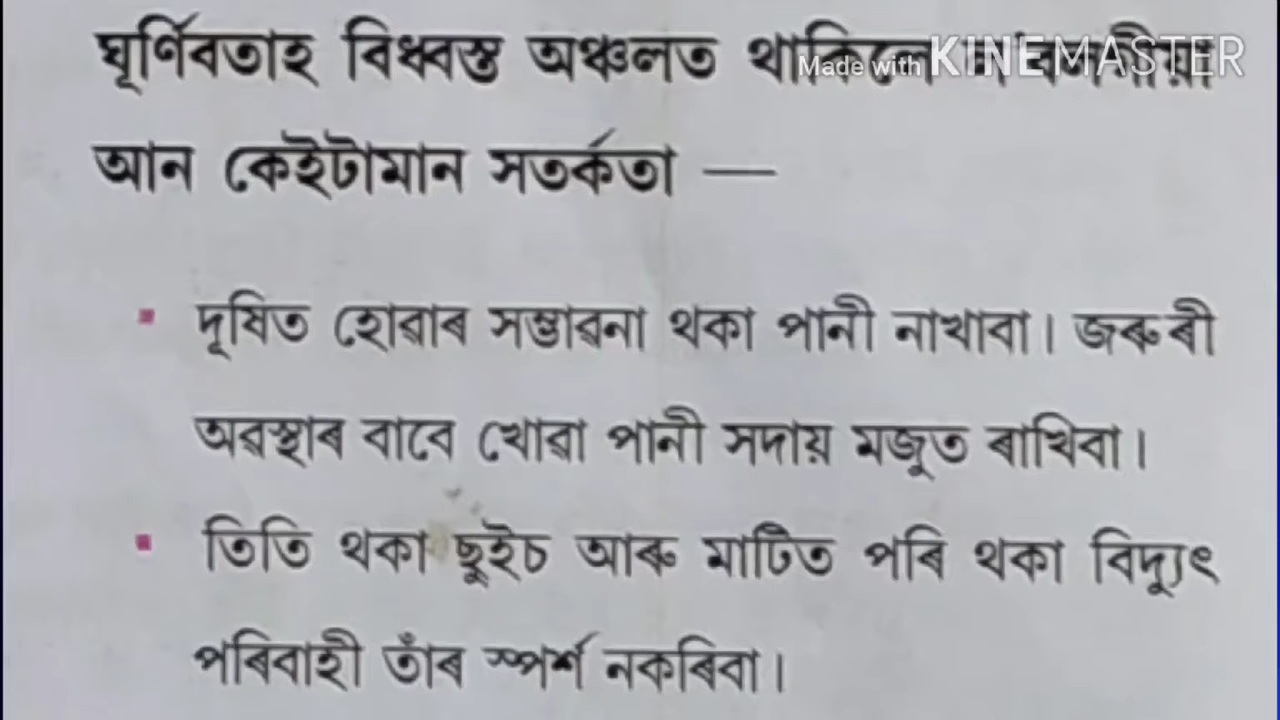 ঘূৰ্ণিবতাহ বিধ্বস্ত অঞ্চলত থাকিলে
Made with KINEMASTER
আন কেইটামান সতৰ্কতা —
▪ দূষিত হোৱাৰ সম্ভাৱনা থকা পানী নাখাবা। জৰুৰী
অৱস্থাৰ বাবে খোৱা পানী সদায় মজুত ৰাখিবা।
▪ তিতি থকা ছুইচ আৰু মাটিত পৰি থকা বিদ্যুৎ
পৰিবাহী তাঁৰ স্পৰ্শ নকৰিবা।